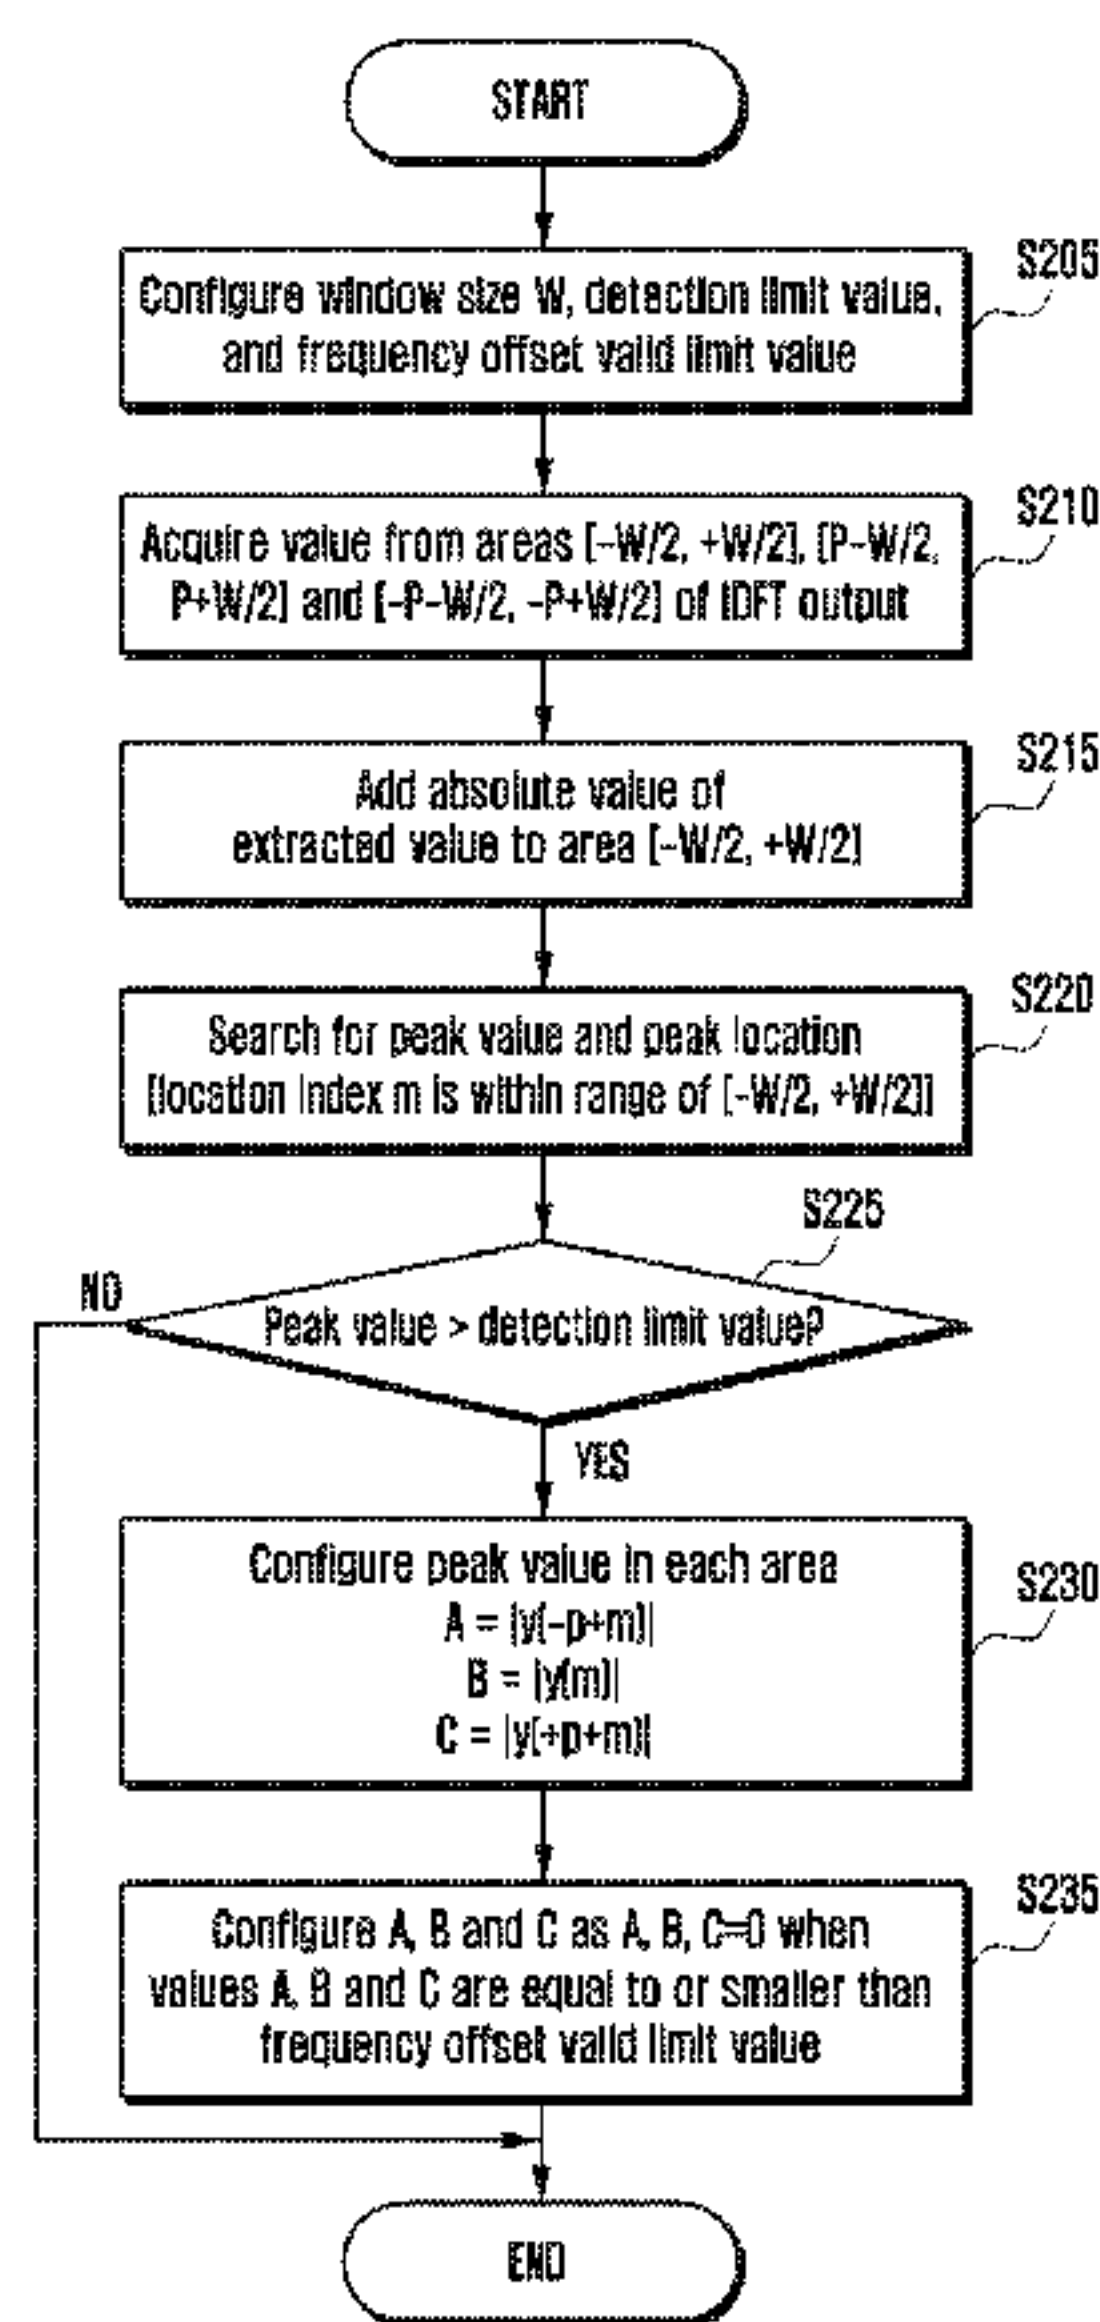 START
S205
Configure window size W, detection limit value,
and frequency offset valid limit value
S210
Acquire value from areas [-W/2, +W/2], [P-W/2,
P+W/2] and [-P-W/2, -P+W/2] of IDFT output
S215
Add absolute value of
extracted value to area [-W/2, +W/2]
S220
Search for peak value and peak location
(location index m is within range of [-W/2, +W/2])
S225
NO
Peak value > detection limit value?
YES
S230
Configure peak value in each area
A = |y(-p+m)|
B = |y(m)|
C = |y(+p+m)|
S235
Configure A, B and C as A, B, C=0 when
values A, B and C are equal to or smaller than
frequency offset valid limit value
END